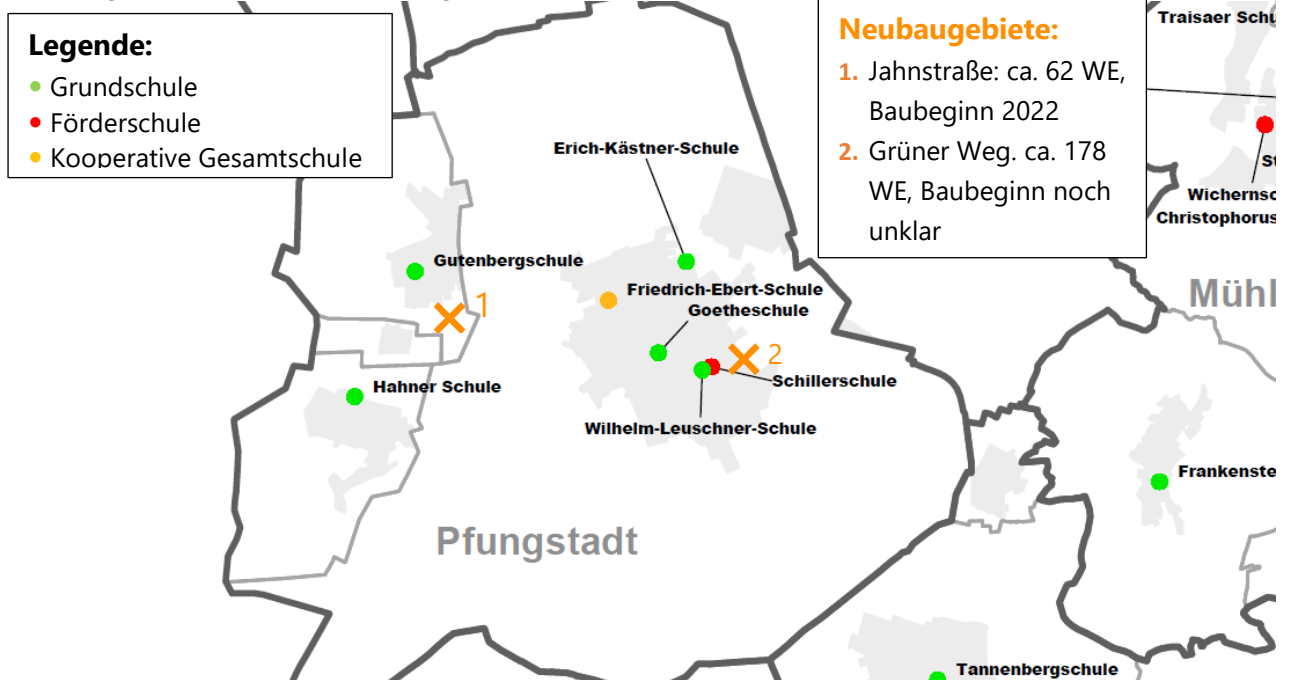 Legende:
• Grundschule
• Förderschule
• Kooperative Gesamtschule
Neubaugebiete:
1. Jahnstraße: ca. 62 WE,
Baubeginn 2022
2. Grüner Weg. ca. 178
WE, Baubeginn noch
unklar
Traisaer Schu
Erich-Kästner-Schule
St
Wichernsc
Christophorus
Gutenbergschule
Friedrich-Ebert-Schule
Goetheschule
Mühl
1
2
Schillerschule
Hahner Schule
Wilhelm-Leuschner-Schule
Frankenste
Pfungstadt
Tannenbergschule